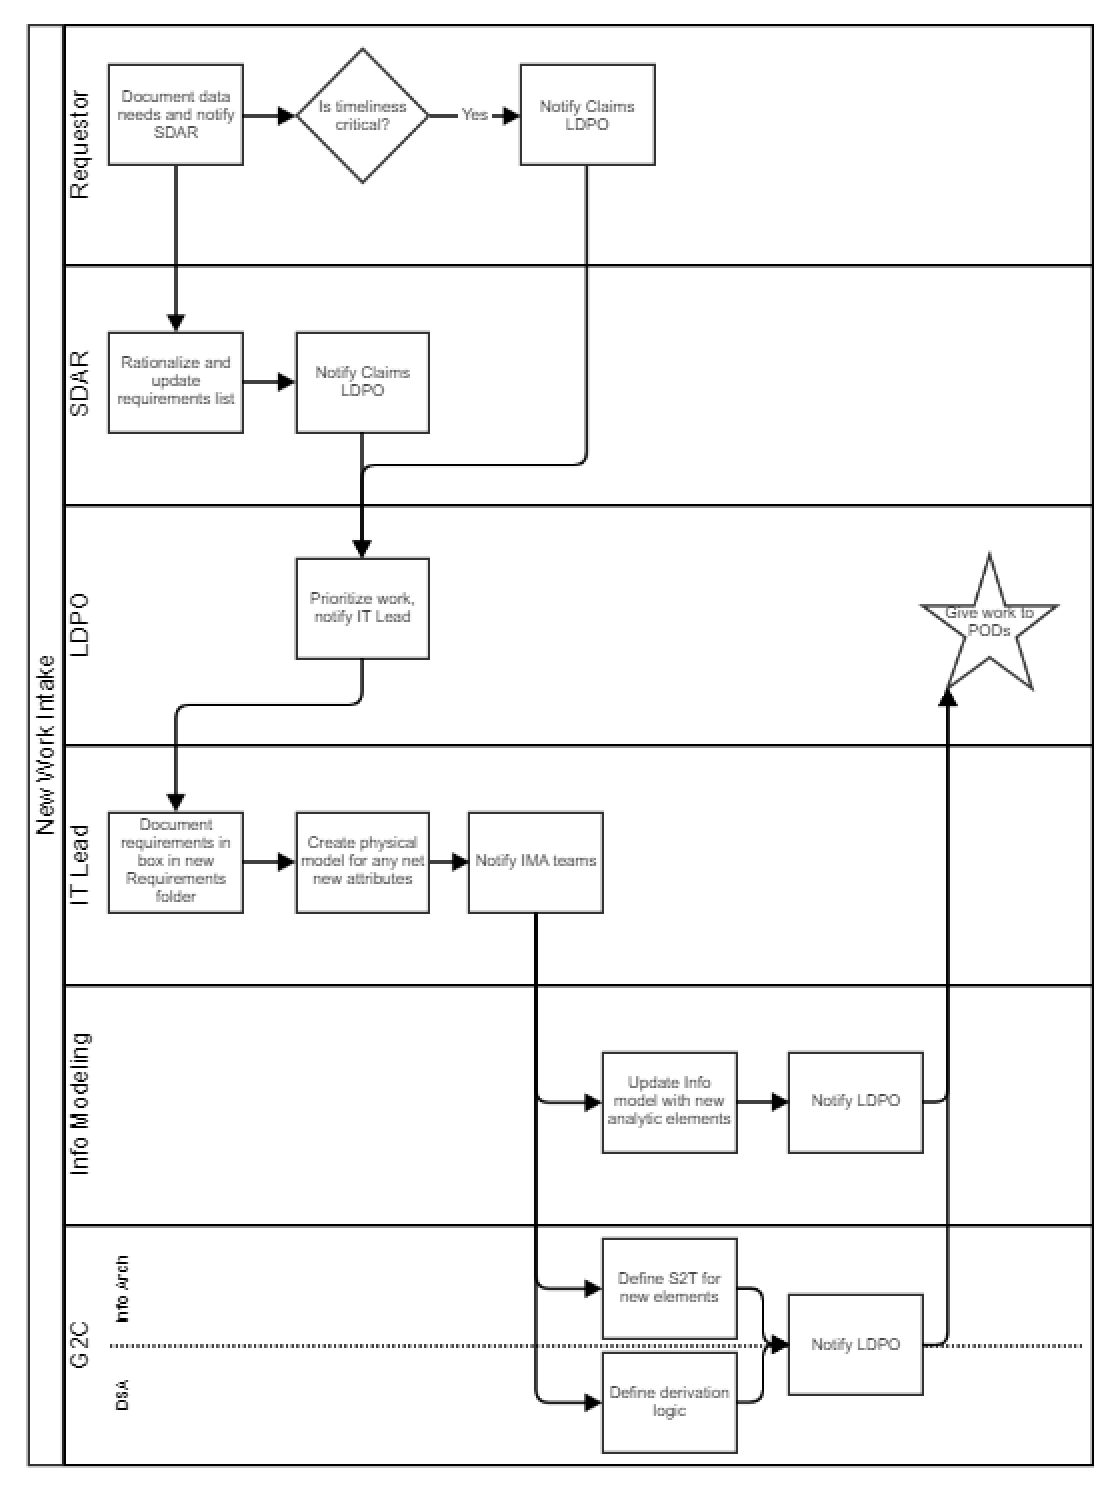 New Work Intake
Requestor
Document data
needs and notify
SDAR
Is timeliness
critical?
Yes
Notify Claims
LDPO
SDAR
Rationalize and
update
requirements list
Notify Claims
LDPO
LDPO
Prioritize work,
notify IT Lead
Give work to
PODs
IT Lead
Document
requirements in
box in new
Requirements
folder
Create physical
model for any net
new attributes
Notify IMA teams
Info Modeling
Update Info
model with new
analytic elements
Notify LDPO
G2C
Info Arch
Define S2T for
new elements
Notify LDPO
DSA
Define derivation
logic